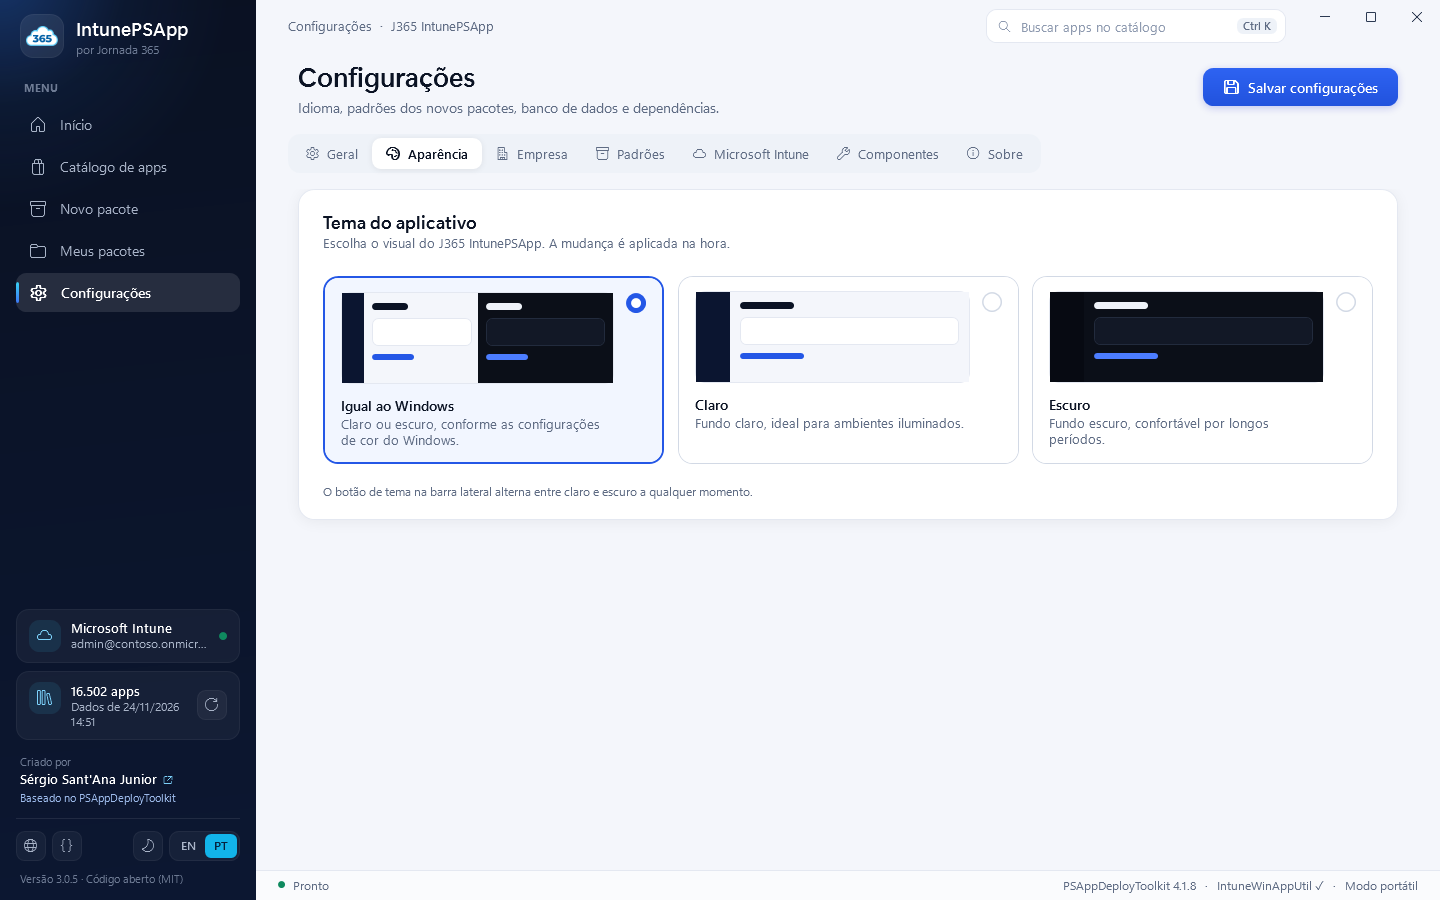 365
IntunePSApp
por Jornada 365
MENU
Início
Catálogo de apps
Novo pacote
Meus pacotes
Configurações
Microsoft Intune
admin@contoso.onmicr...
16.502 apps
Dados de 24/11/2026
14:51
Criado por
Sérgio Sant'Ana Junior
Baseado no PSAppDeployToolkit
{}
EN PT
Versão 3.0.5 · Código aberto (MIT)
Configurações · J365 IntunePSApp
Buscar apps no catálogo Ctrl K
Configurações
Idioma, padrões dos novos pacotes, banco de dados e dependências.
Salvar configurações
Geral Aparência Empresa Padrões Microsoft Intune Componentes Sobre
Tema do aplicativo
Escolha o visual do J365 IntunePSApp. A mudança é aplicada na hora.
Igual ao Windows
Claro ou escuro, conforme as configurações
de cor do Windows.
Claro
Fundo claro, ideal para ambientes iluminados.
Escuro
Fundo escuro, confortável por longos
períodos.
O botão de tema na barra lateral alterna entre claro e escuro a qualquer momento.
Pronto
PSAppDeployToolkit 4.1.8 · IntuneWinAppUtil ✓ · Modo portátil